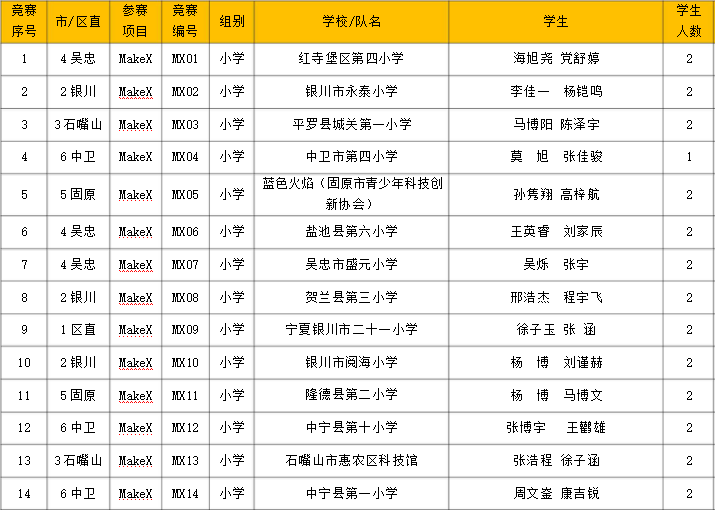 竞赛序号 市/区直 参赛项目 竞赛编号 组别 学校/队名 学生 学生人数
1 4吴忠 MakeX MX01 小学 红寺堡区第四小学 海旭尧 党舒婷 2
2 2银川 MakeX MX02 小学 银川市永泰小学 李佳一 杨铠鸣 2
3 3石嘴山 MakeX MX03 小学 平罗县城关第一小学 马博阳 陈泽宇 2
4 6中卫 MakeX MX04 小学 中卫市第四小学 莫 旭 张佳骏 1
5 5固原 MakeX MX05 小学 蓝色火焰（固原市青少年科技创新协会） 孙隽翔 高梓航 2
6 4吴忠 MakeX MX06 小学 盐池县第六小学 王英睿 刘家辰 2
7 4吴忠 MakeX MX07 小学 吴忠市盛元小学 吴烁 张宇 2
8 2银川 MakeX MX08 小学 贺兰县第三小学 邢浩杰 程宇飞 2
9 1区直 MakeX MX09 小学 宁夏银川市二十一小学 徐子玉 张 涵 2
10 2银川 MakeX MX10 小学 银川市阅海小学 杨 博 刘谨赫 2
11 5固原 MakeX MX11 小学 隆德县第二小学 杨 博 马博文 2
12 6中卫 MakeX MX12 小学 中宁县第十小学 张博宇 王鹳雄 2
13 3石嘴山 MakeX MX13 小学 石嘴山市惠农区科技馆 张浩程 徐子涵 2
14 6中卫 MakeX MX14 小学 中宁县第一小学 周文崟 康吉锐 2